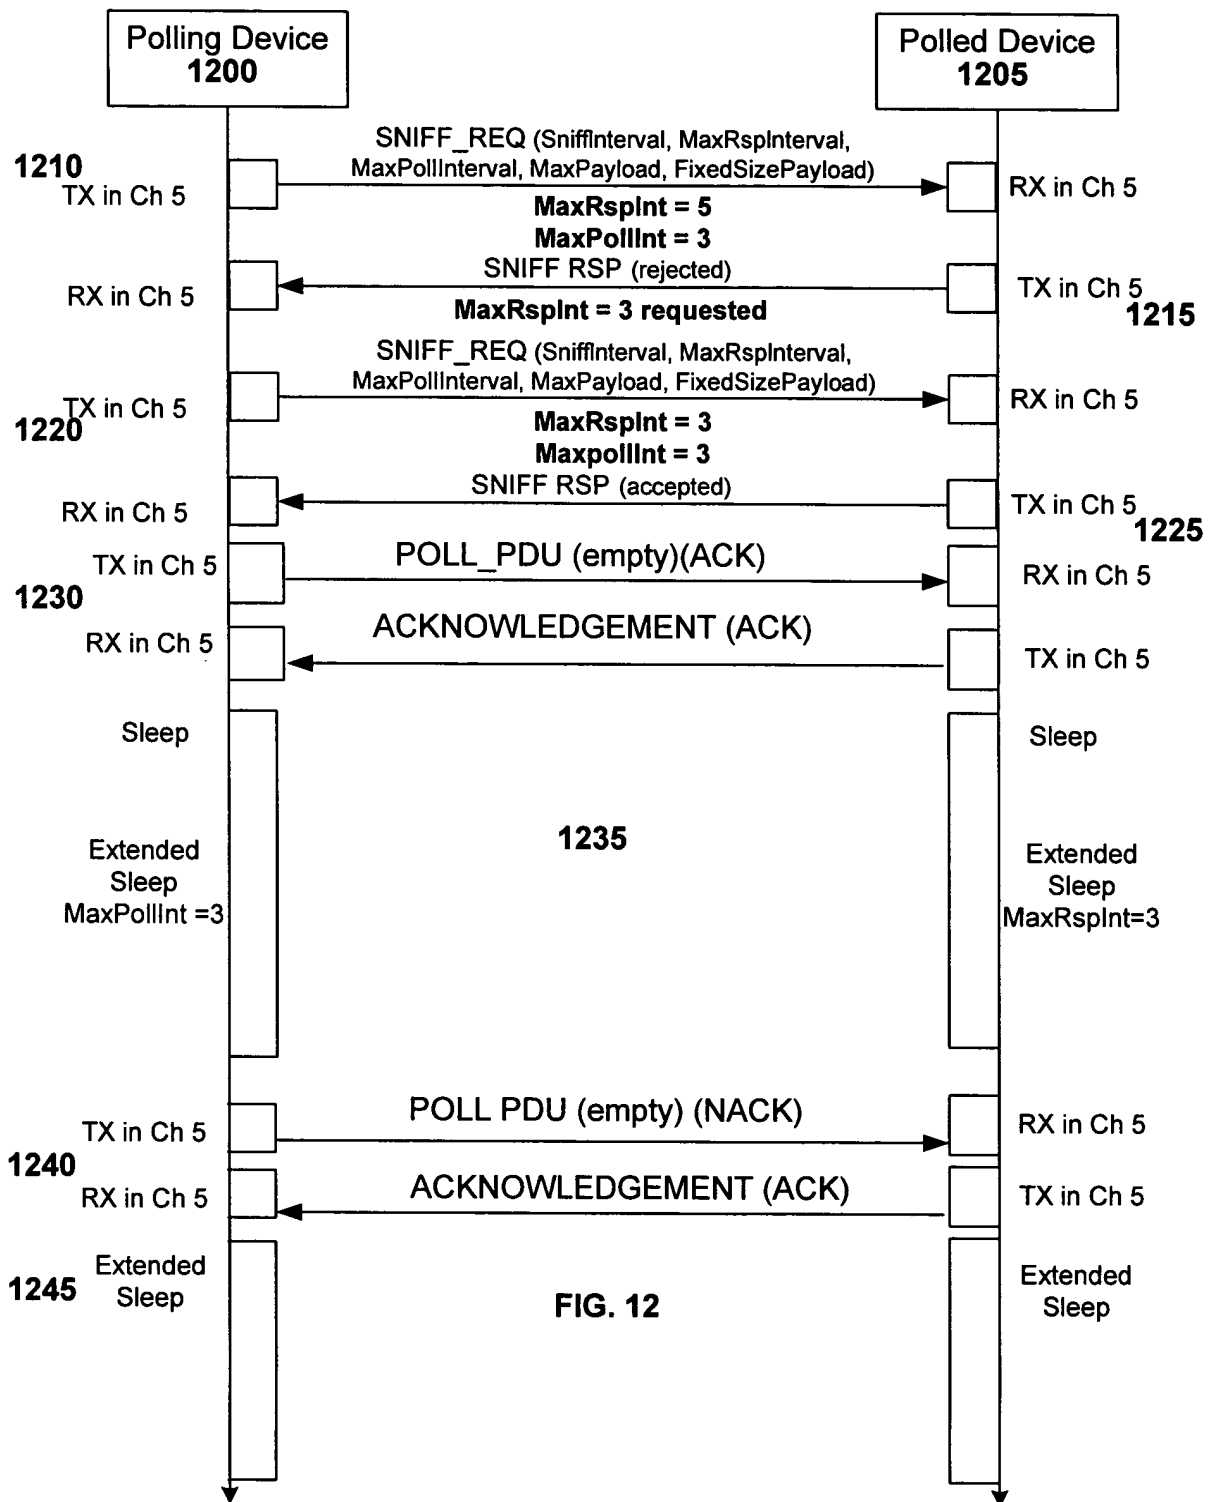 Polling Device
1200
Polled Device
1205
1210
TX in Ch 5
SNIFF_REQ (SniffInterval, MaxRspInterval,
MaxPollInterval, MaxPayload, FixedSizePayload)
RX in Ch 5
MaxRspInt = 5
MaxPollInt = 3
RX in Ch 5
SNIFF RSP (rejected)
TX in Ch 5
1215
MaxRspInt = 3 requested
SNIFF_REQ (SniffInterval, MaxRspInterval,
MaxPollInterval, MaxPayload, FixedSizePayload)
TX in Ch 5
RX in Ch 5
1220
MaxRspInt = 3
MaxpollInt = 3
RX in Ch 5
SNIFF RSP (accepted)
TX in Ch 5
1225
TX in Ch 5
POLL_PDU (empty)(ACK)
RX in Ch 5
1230
RX in Ch 5
ACKNOWLEDGEMENT (ACK)
TX in Ch 5
Sleep
Sleep
1235
Extended
Sleep
MaxPollInt =3
Extended
Sleep
MaxRspInt=3
TX in Ch 5
POLL PDU (empty) (NACK)
RX in Ch 5
1240
RX in Ch 5
ACKNOWLEDGEMENT (ACK)
TX in Ch 5
1245
Extended
Sleep
Extended
Sleep
FIG. 12